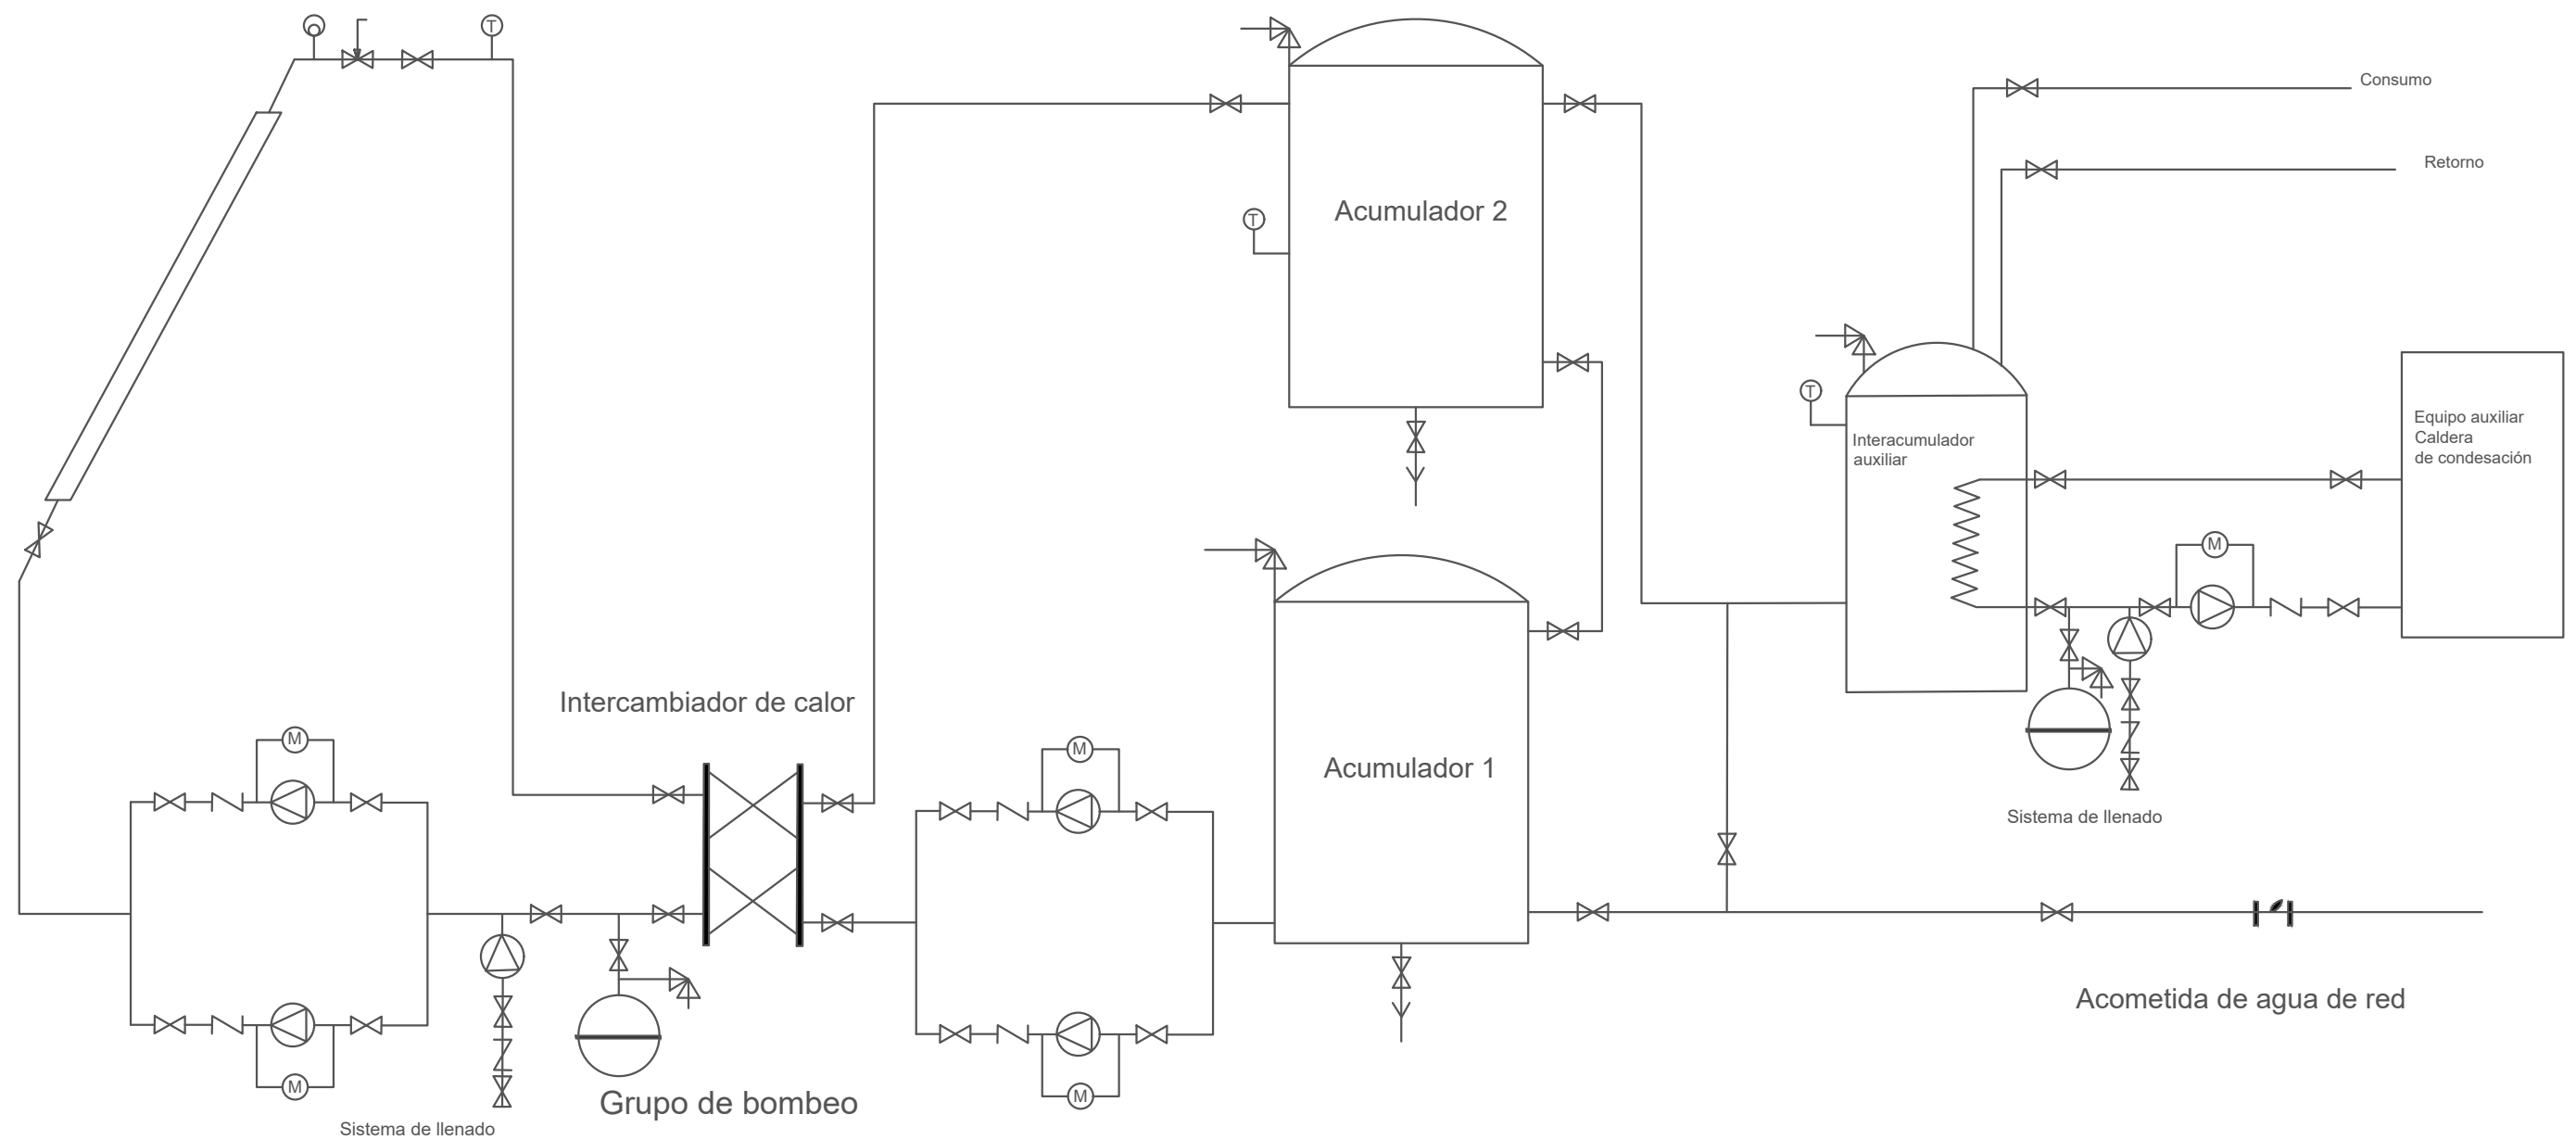 T
T
Consumo
Retorno
Acumulador 2
T
T
Interacumulador
auxiliar
Equipo auxiliar
Caldera
de condesación
M
Intercambiador de calor
M
M
Acumulador 1
Sistema de llenado
Acometida de agua de red
M
M
Grupo de bombeo
Sistema de llenado